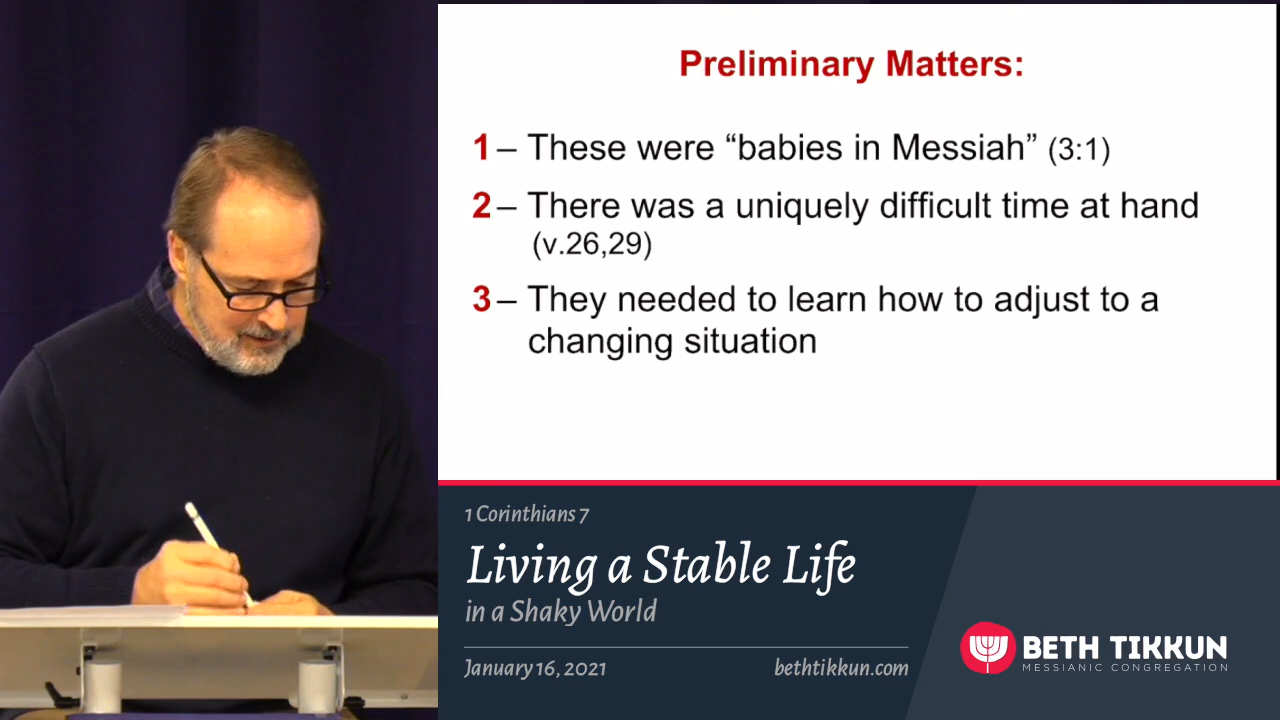 Preliminary Matters:
1 – These were “babies in Messiah” (3:1)
2 – There was a uniquely difficult time at hand
(v.26,29)
3 – They needed to learn how to adjust to a
changing situation
1 Corinthians 7
Living a Stable Life
in a Shaky World
January 16, 2021 bethtikkun.com
BETH TIKKUN
MESSIANIC CONGREGATION